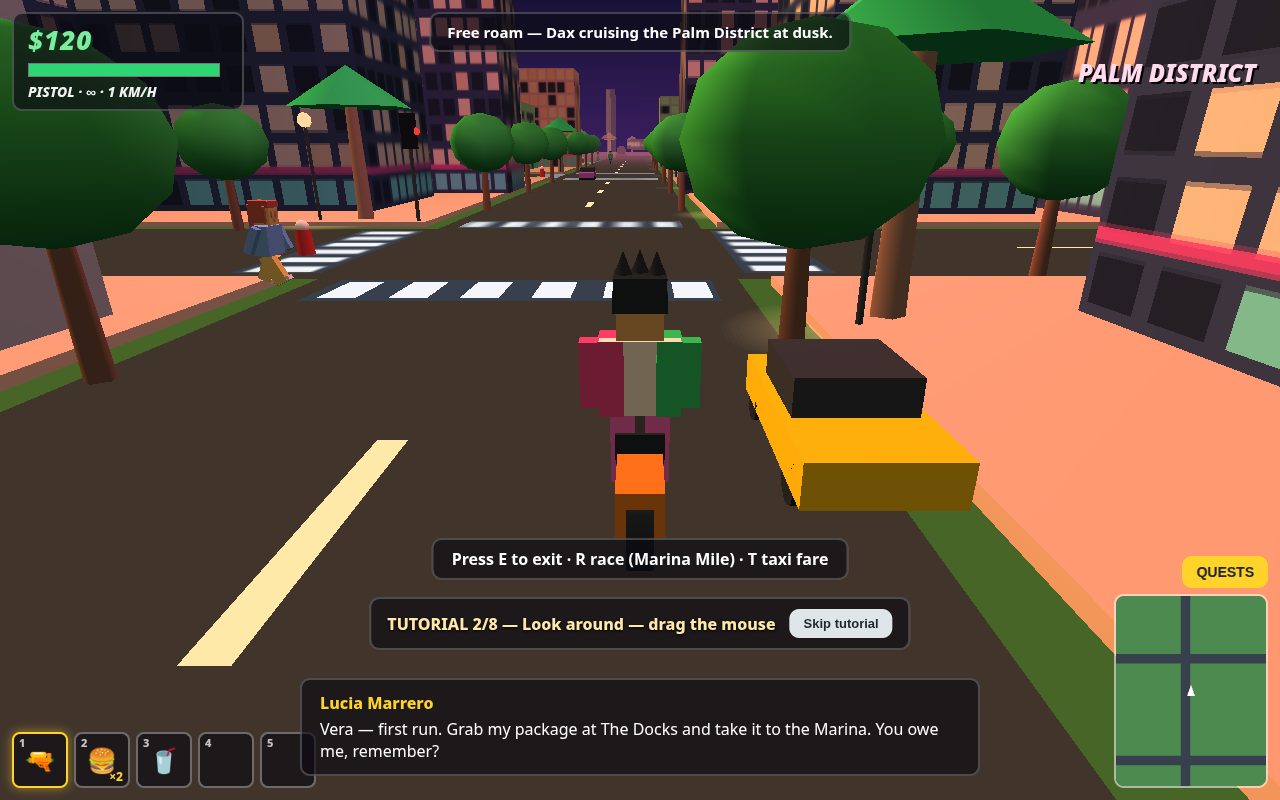 $120
PISTOL · ∞ · 1 KM/H
Free roam — Dax cruising the Palm District at dusk.
PALM DISTRICT
Press E to exit · R race (Marina Mile) · T taxi fare
TUTORIAL 2/8 — Look around — drag the mouse
Skip tutorial
QUESTS
Lucia Marrero
Vera — first run. Grab my package at The Docks and take it to the Marina. You owe
me, remember?
1
2
×2
3
4
5